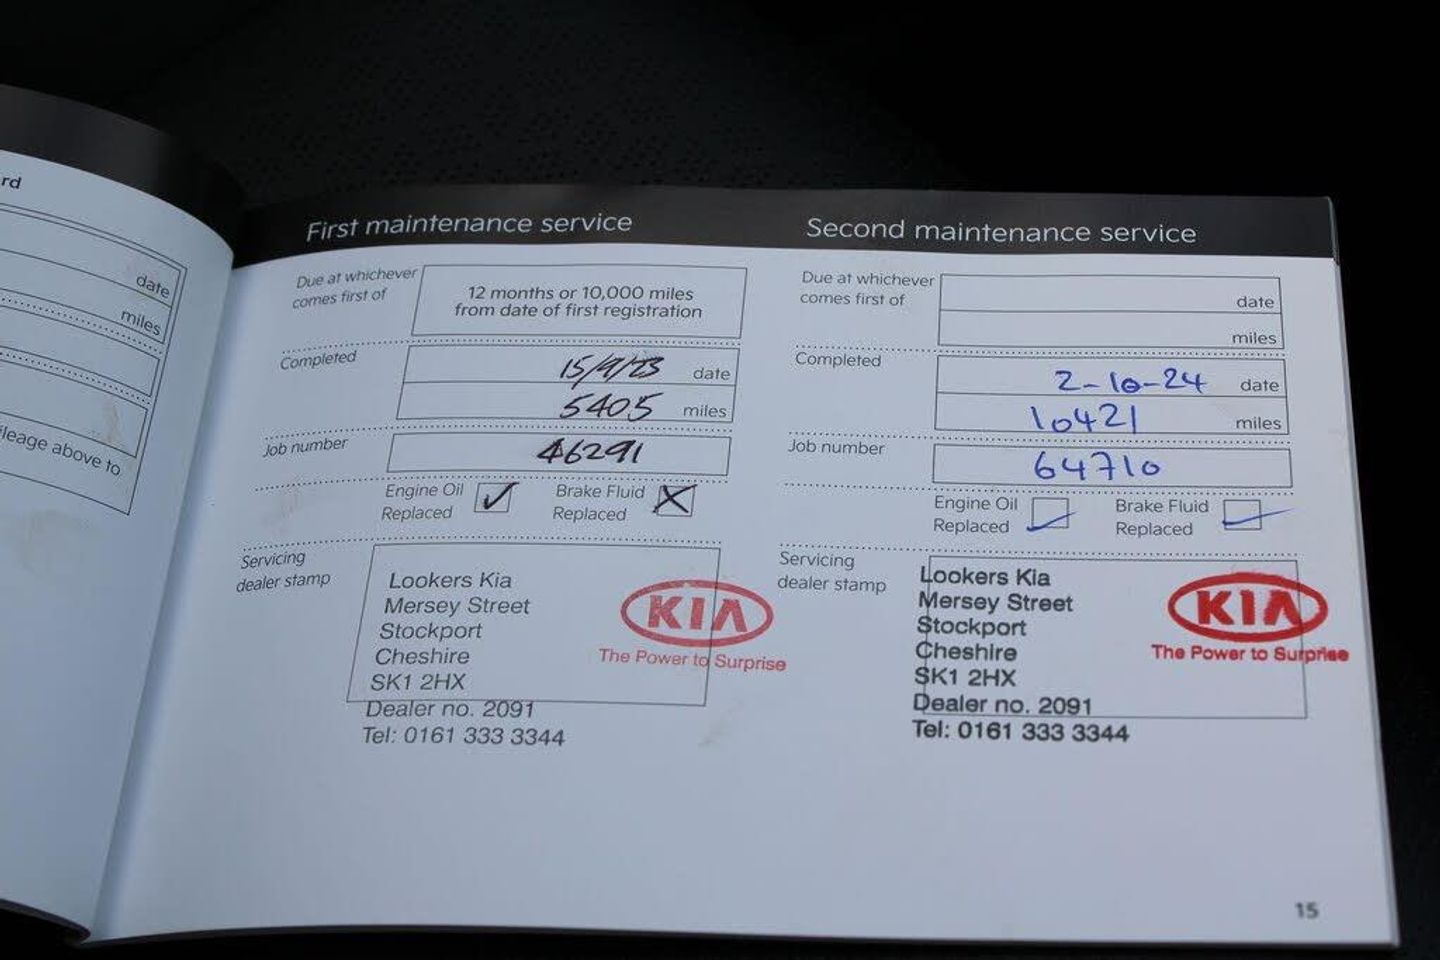 rd
date
miles
ileage above to
First maintenance service
Due at whichever
comes first of
12 months or 10,000 miles
from date of first registration
Completed
15/9/23 date
5405 miles
Job number
46291
Engine Oil
Replaced
Brake Fluid
Replaced
Servicing
dealer stamp
Lookers Kia
Mersey Street
Stockport
Cheshire
SK1 2HX
Dealer no. 2091
Tel: 0161 333 3344
KIA
The Power to Surprise
Second maintenance service
Due at whichever
comes first of
date
miles
Completed
2-10-24 date
10421 miles
Job number
64710
Engine Oil
Replaced
Brake Fluid
Replaced
Servicing
dealer stamp
Lookers Kia
Mersey Street
Stockport
Cheshire
SK1 2HX
Dealer no. 2091
Tel: 0161 333 3344
KIA
The Power to Surprise
15